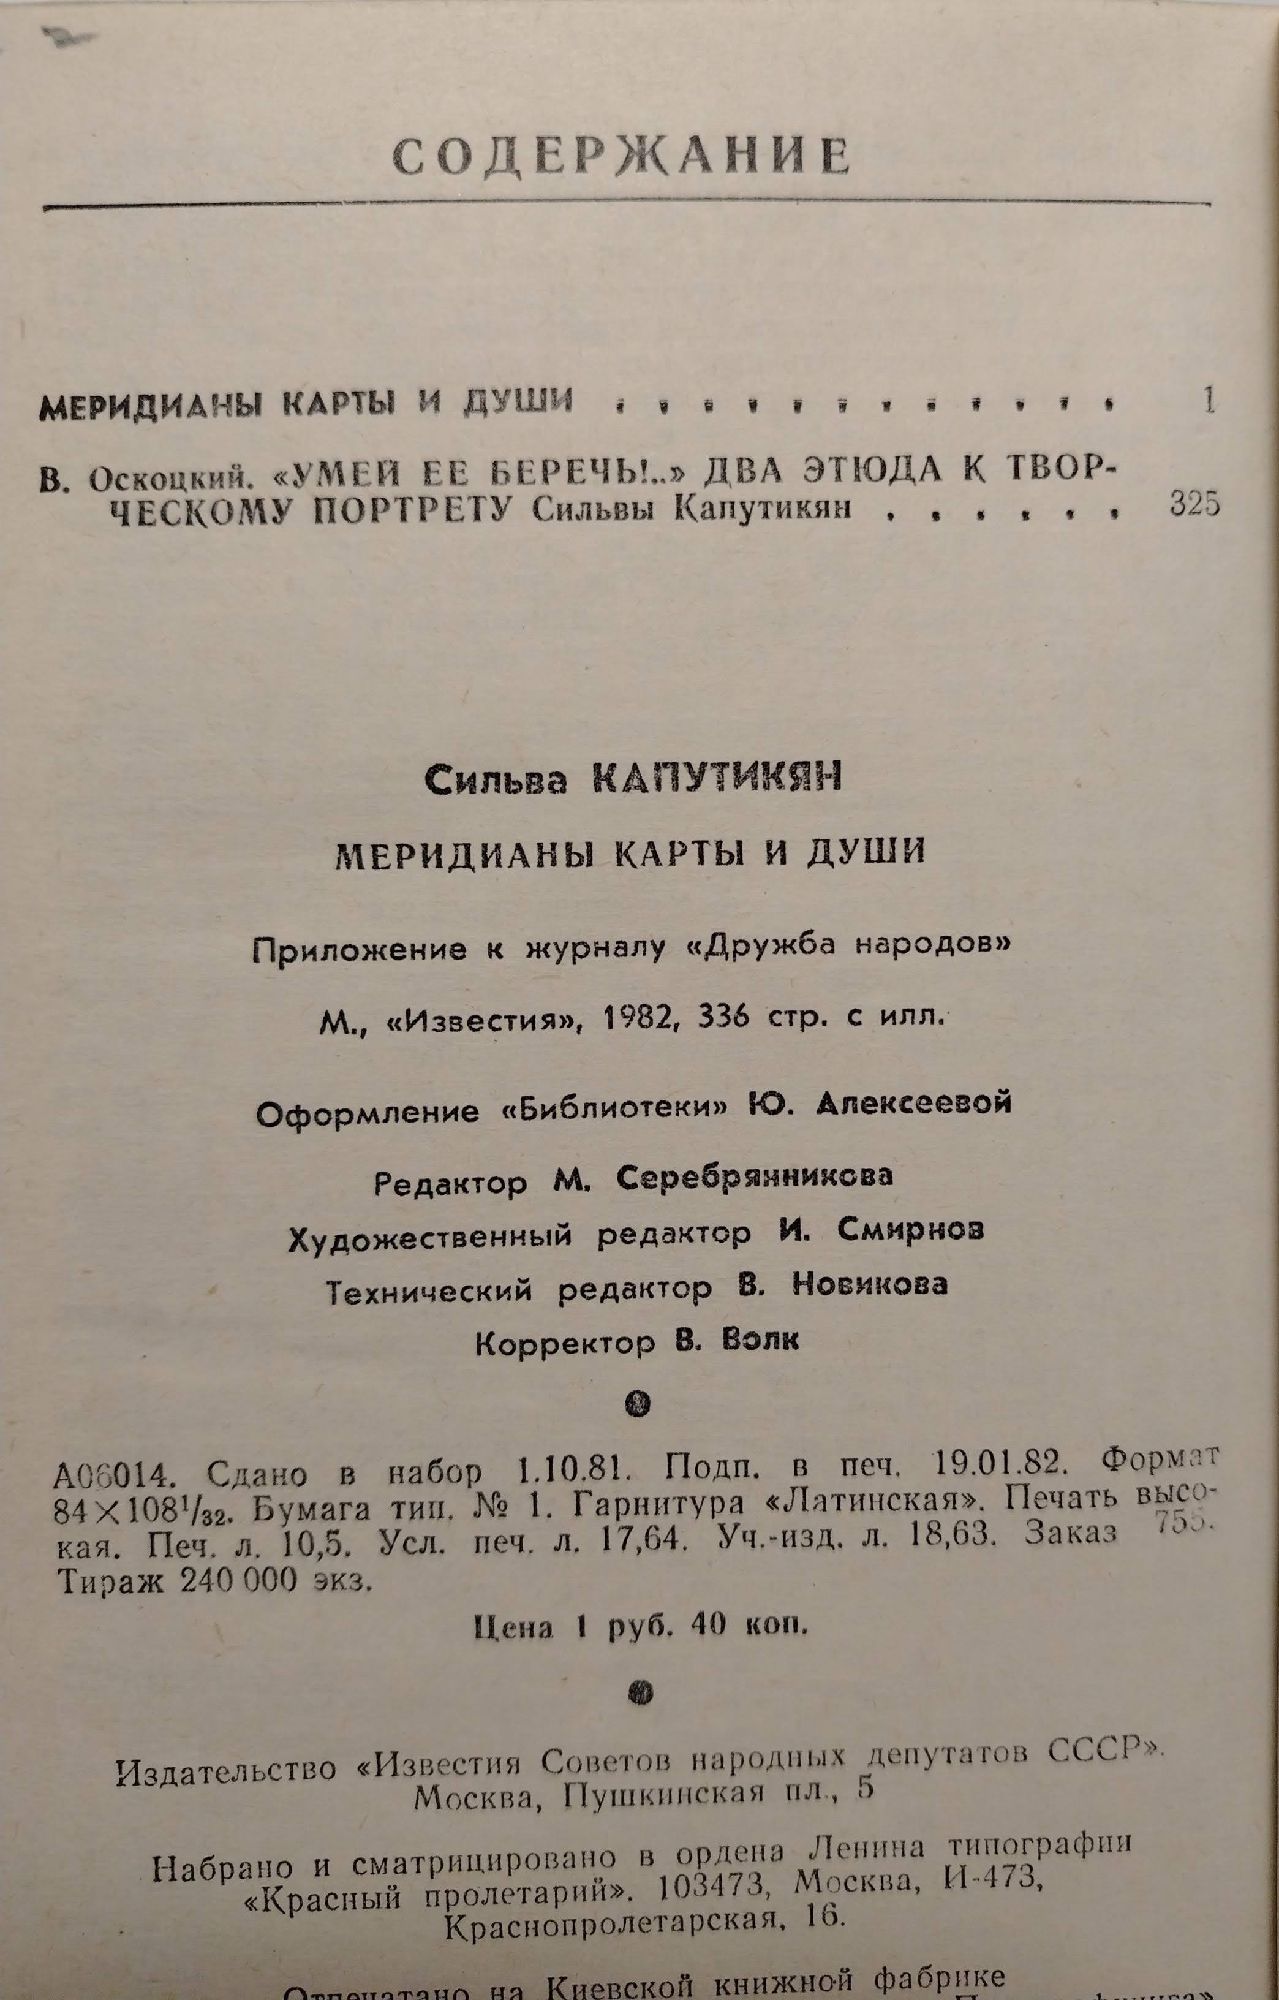 СОДЕРЖАНИЕ
МЕРИДИАНЫ КАРТЫ И ДУШИ . . . . . . . . . . . . 1
В. Оскоцкий. «УМЕЙ ЕЕ БЕРЕЧЬ!..» ДВА ЭТЮДА К ТВОР-
ЧЕСКОМУ ПОРТРЕТУ Сильвы Капутикян . . . . . . 325
Сильва КАПУТИКЯН
МЕРИДИАНЫ КАРТЫ И ДУШИ
Приложение к журналу «Дружба народов»
М., «Известия», 1982, 336 стр. с илл.
Оформление «Библиотеки» Ю. Алексеевой
Редактор М. Серебрянникова
Художественный редактор И. Смирнов
Технический редактор В. Новикова
Корректор В. Волк
А06014. Сдано в набор 1.10.81. Подп. в печ. 19.01.82. Формат
84×108¹/₃₂. Бумага тип. № 1. Гарнитура «Латинская». Печать высо-
кая. Печ. л. 10,5. Усл. печ. л. 17,64. Уч.-изд. л. 18,63. Заказ
Тираж 240 000 экз.
Цена 1 руб. 40 коп.
Издательство «Известия Советов народных депутатов СССР».
Москва, Пушкинская пл., 5
Набрано и сматрицировано в ордена Ленина типографии
«Красный пролетарий». 103473, Москва, И-473,
Краснопролетарская, 16.
Отпечатано на Киевской книжной фабрике